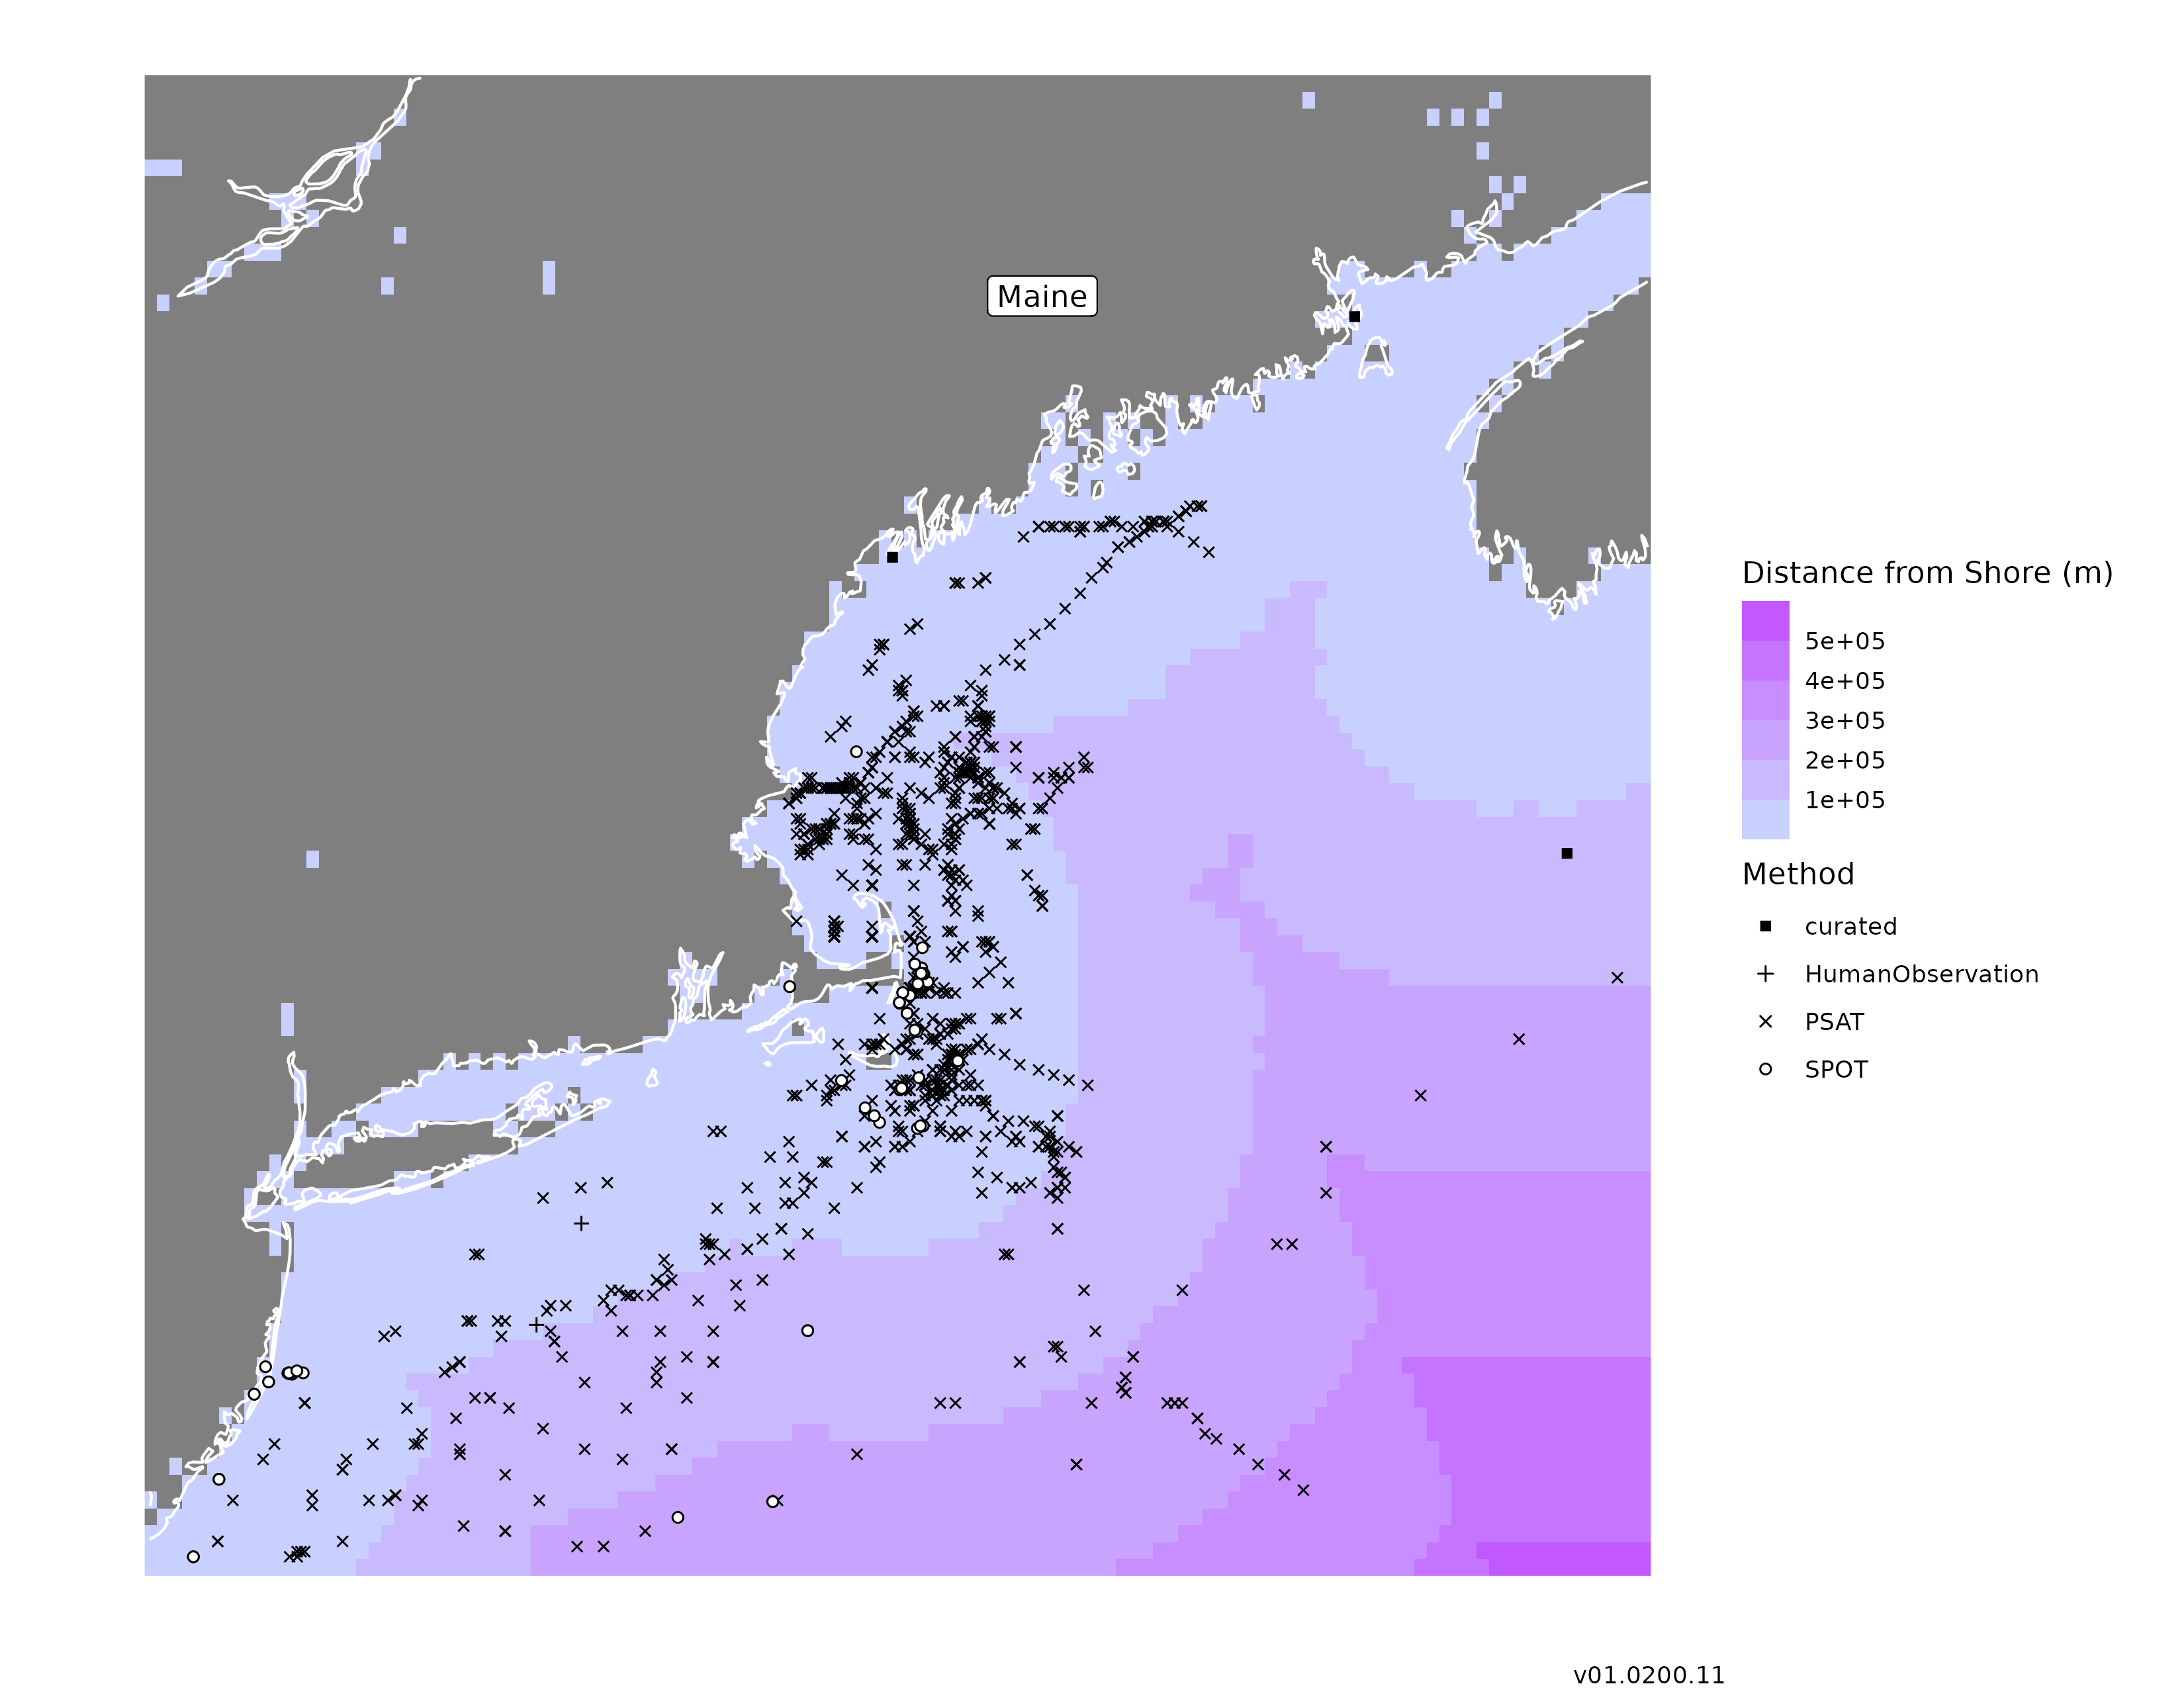 Maine
Distance from Shore (m)
5e+05
4e+05
3e+05
2e+05
1e+05
Method
curated
HumanObservation
PSAT
SPOT
v01.0200.11